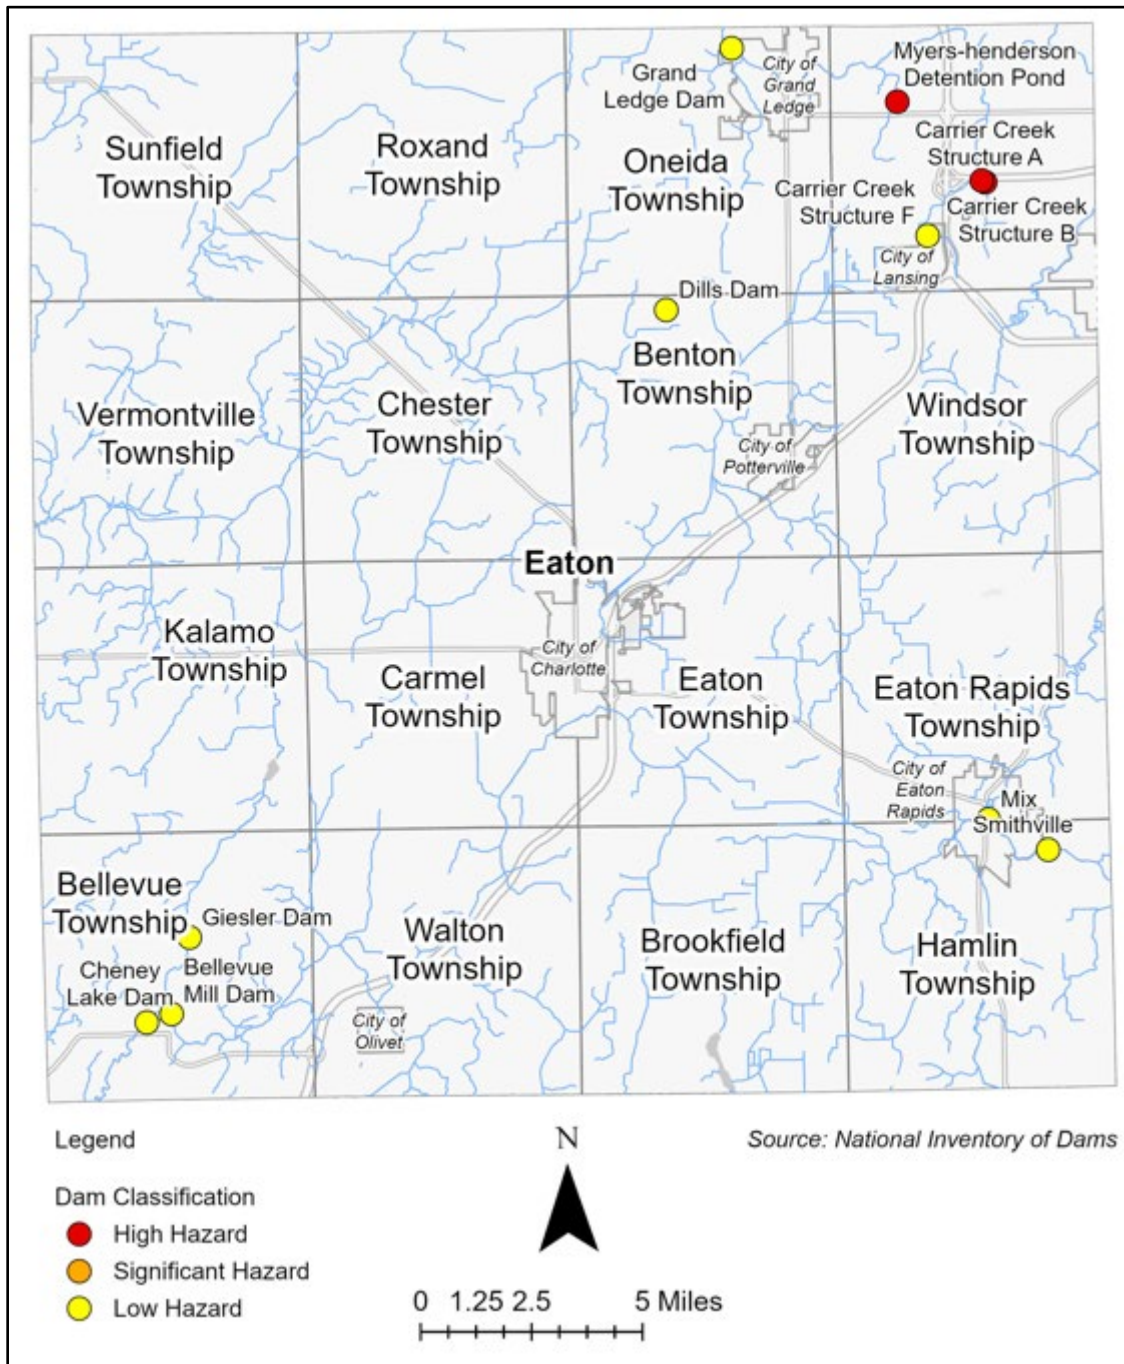 Myers-henderson
Detention Pond
City of
Grand
Ledge
Grand
Ledge Dam
Carrier Creek
Structure A
Sunfield
Township
Roxand
Township
Oneida
Township
Carrier Creek
Structure F
Carrier Creek
Structure B
City of
Lansing
Dills Dam
Benton
Township
Vermontville
Township
Chester
Township
Windsor
Township
City of
Potterville
Eaton
Kalamo
Township
City of
Charlotte
Carmel
Township
Eaton
Township
Eaton Rapids
Township
City of
Eaton
Rapids
Mix
Smithville
Bellevue
Township
Giesler Dam
Cheney
Lake Dam
Bellevue
Mill Dam
Walton
Township
Brookfield
Township
Hamlin
Township
City of
Olivet
Legend
N
Source: National Inventory of Dams
Dam Classification
High Hazard
Significant Hazard
Low Hazard
0 1.25 2.5 5 Miles